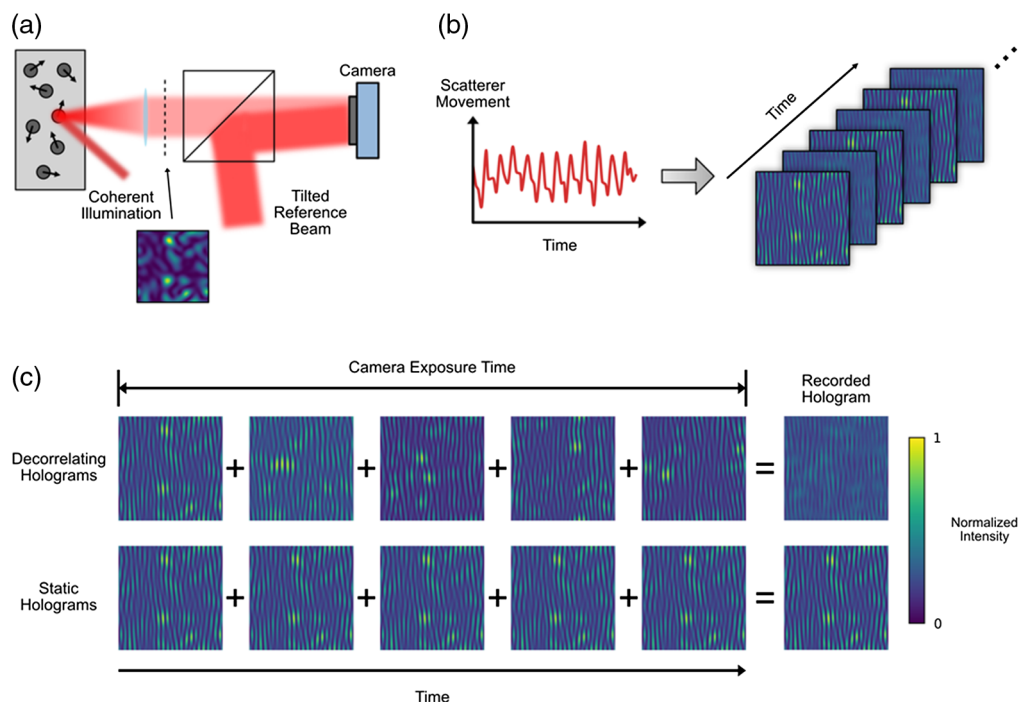 (a)
Camera
Coherent
Illumination
Tilted
Reference
Beam
(b)
Scatterer
Movement
Time
Time
(c)
Camera Exposure Time
Recorded
Hologram
Decorrelating
Holograms
+
+
+
+
=
Static
Holograms
+
+
+
+
=
1
Normalized
Intensity
0
Time